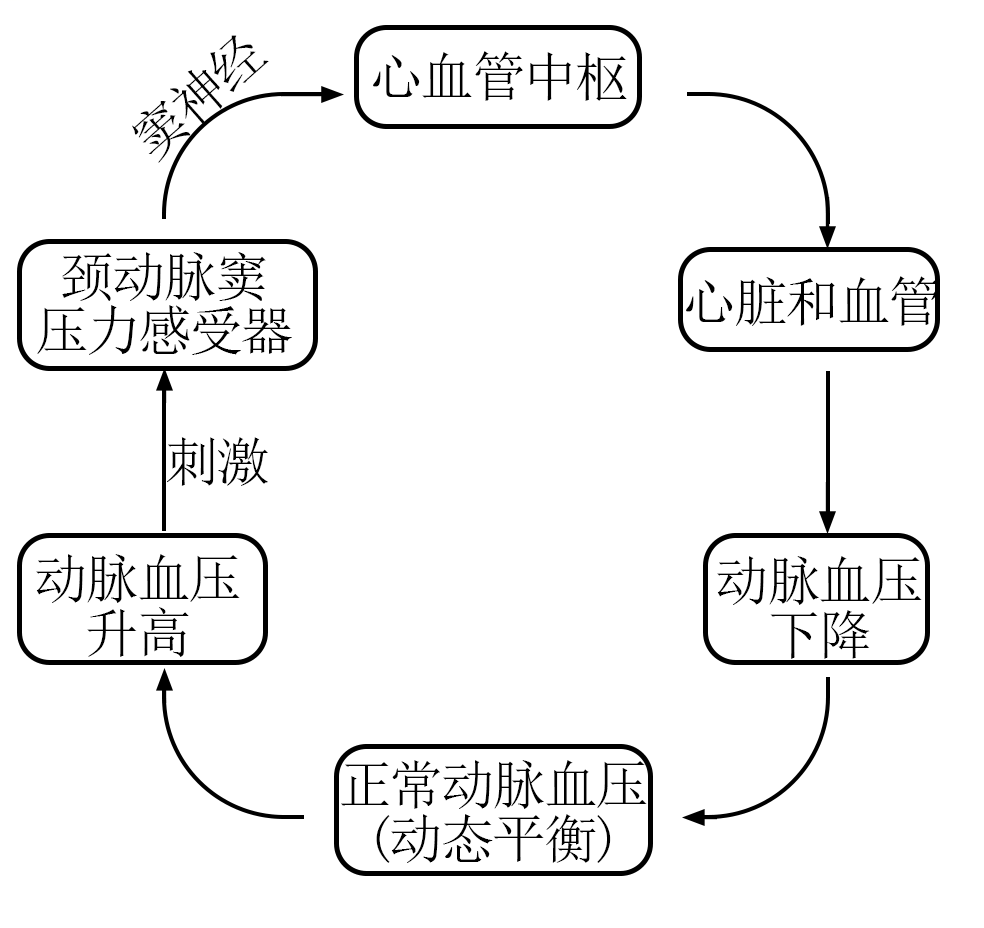 心血管中枢
窦神经
颈动脉窦
压力感受器
心脏和血管
刺激
动脉血压
升高
动脉血压
下降
正常动脉血压
(动态平衡)